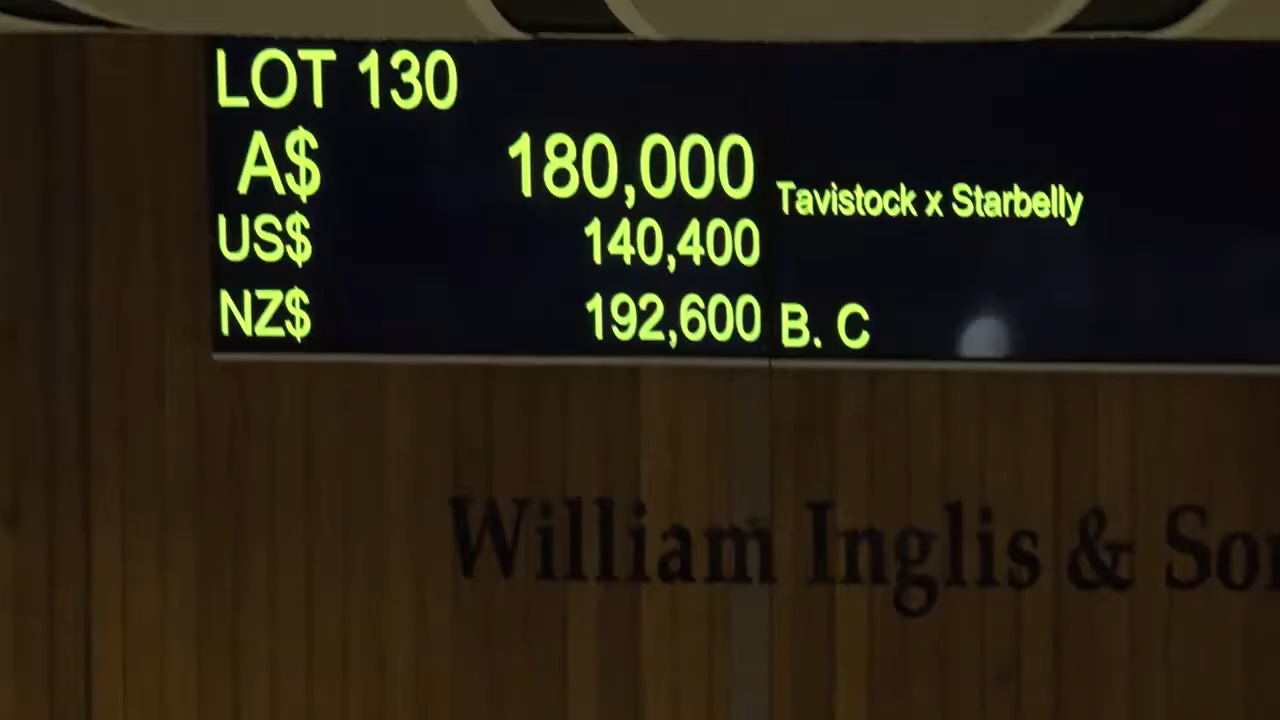 LOT 130
A$ 180,000 Tavistock x Starbelly
US$ 140,400
NZ$ 192,600 B. C
William Inglis & So